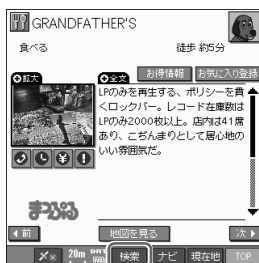 GRANDFATHER'S
食べる 徒歩 約5分
お得情報 お気に入り登録
拡大 全文
LPのみを再生する、ポリシーを貫
くロックバー。レコード在庫数は
LPのみ2000枚以上。店内は41席
あり、こぢんまりとして居心地の
いい雰囲気だ。
まっぷる
前 地図を見る 次
20m 検索 ナビ 現在地 TOP